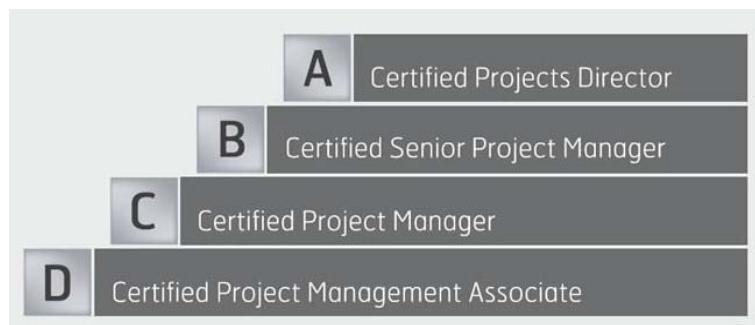 A Certified Projects Director
B Certified Senior Project Manager
C Certified Project Manager
D Certified Project Management Associate